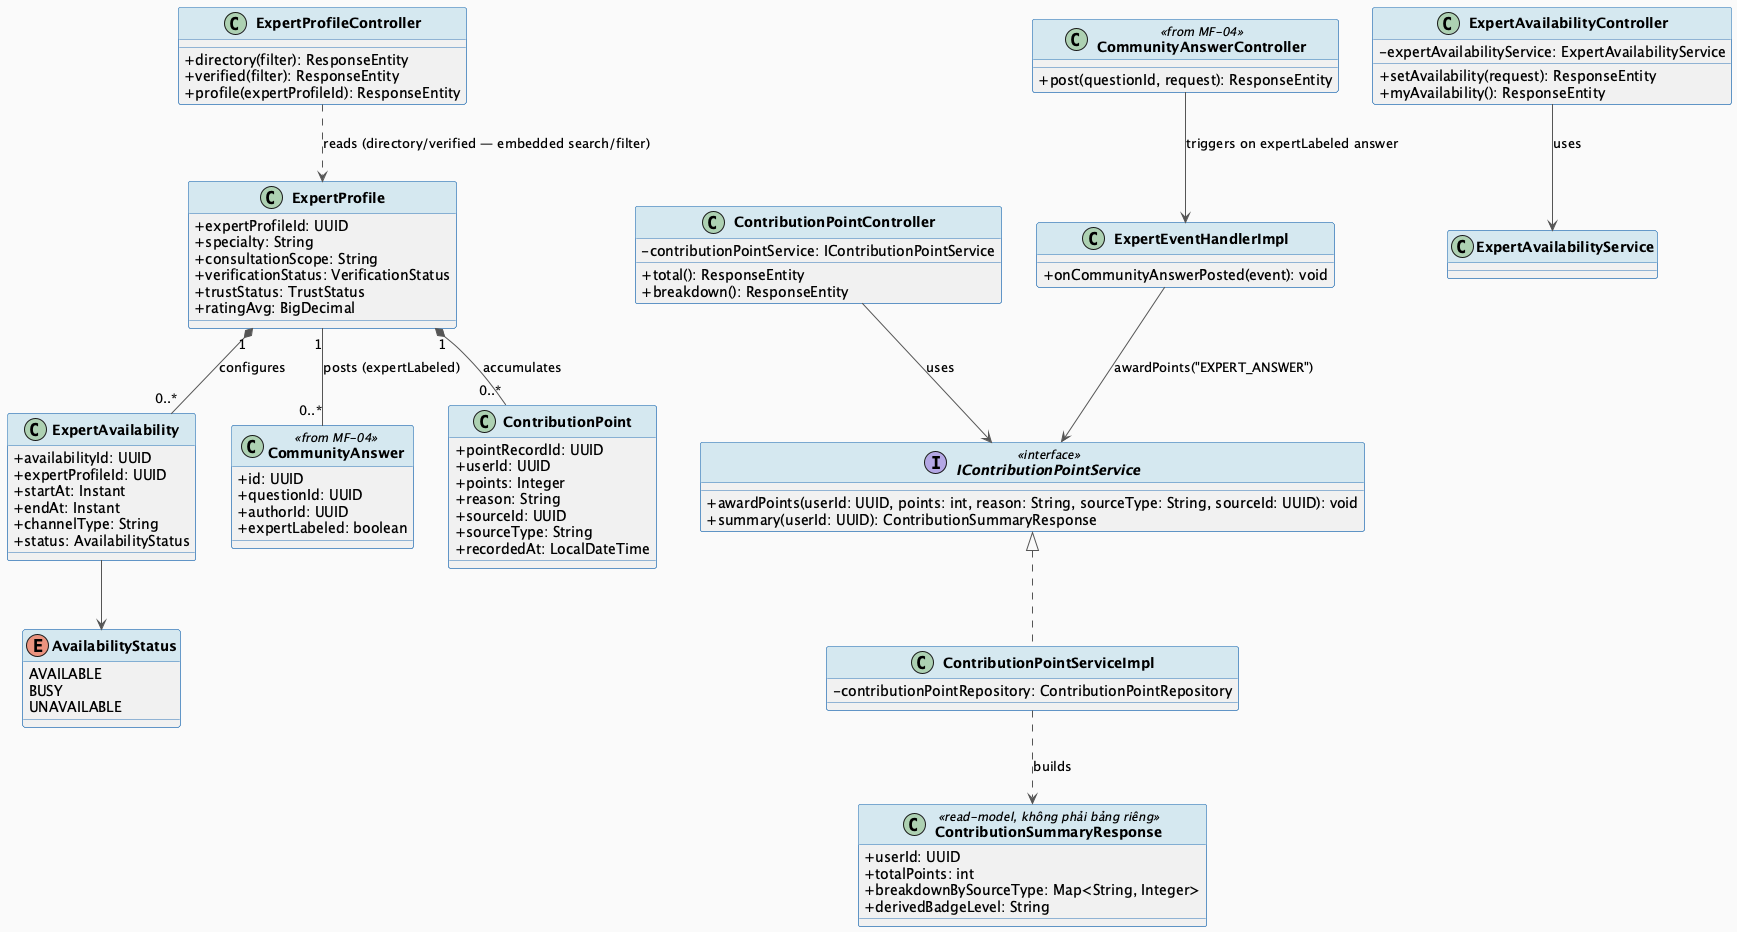 C ExpertProfileController
+directory(filter): ResponseEntity
+verified(filter): ResponseEntity
+profile(expertProfileId): ResponseEntity
«from MF-04»
C CommunityAnswerController
+post(questionId, request): ResponseEntity
C ExpertAvailabilityController
−expertAvailabilityService: ExpertAvailabilityService
+setAvailability(request): ResponseEntity
+myAvailability(): ResponseEntity
reads (directory/verified — embedded search/filter)
triggers on expertLabeled answer
uses
C ExpertProfile
+expertProfileId: UUID
+specialty: String
+consultationScope: String
+verificationStatus: VerificationStatus
+trustStatus: TrustStatus
+ratingAvg: BigDecimal
C ContributionPointController
−contributionPointService: IContributionPointService
+total(): ResponseEntity
+breakdown(): ResponseEntity
C ExpertEventHandlerImpl
+onCommunityAnswerPosted(event): void
C ExpertAvailabilityService
1
1
1
configures
posts (expertLabeled)
accumulates
uses
awardPoints("EXPERT_ANSWER")
0..*
0..*
0..*
C ExpertAvailability
+availabilityId: UUID
+expertProfileId: UUID
+startAt: Instant
+endAt: Instant
+channelType: String
+status: AvailabilityStatus
«from MF-04»
C CommunityAnswer
+id: UUID
+questionId: UUID
+authorId: UUID
+expertLabeled: boolean
C ContributionPoint
+pointRecordId: UUID
+userId: UUID
+points: Integer
+reason: String
+sourceId: UUID
+sourceType: String
+recordedAt: LocalDateTime
«interface»
I IContributionPointService
+awardPoints(userId: UUID, points: int, reason: String, sourceType: String, sourceId: UUID): void
+summary(userId: UUID): ContributionSummaryResponse
E AvailabilityStatus
AVAILABLE
BUSY
UNAVAILABLE
C ContributionPointServiceImpl
−contributionPointRepository: ContributionPointRepository
builds
«read-model, không phải bảng riêng»
C ContributionSummaryResponse
+userId: UUID
+totalPoints: int
+breakdownBySourceType: Map<String, Integer>
+derivedBadgeLevel: String